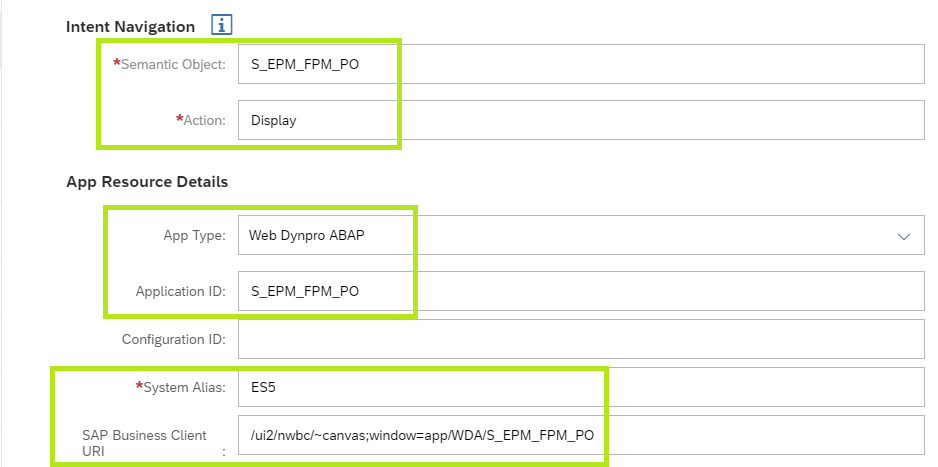 Intent Navigation i
*Semantic Object: S_EPM_FPM_PO
*Action: Display
App Resource Details
App Type: Web Dynpro ABAP
Application ID: S_EPM_FPM_PO
Configuration ID:
*System Alias: ES5
SAP Business Client URI : /ui2/nwbc/~canvas;window=app/WDA/S_EPM_FPM_PO